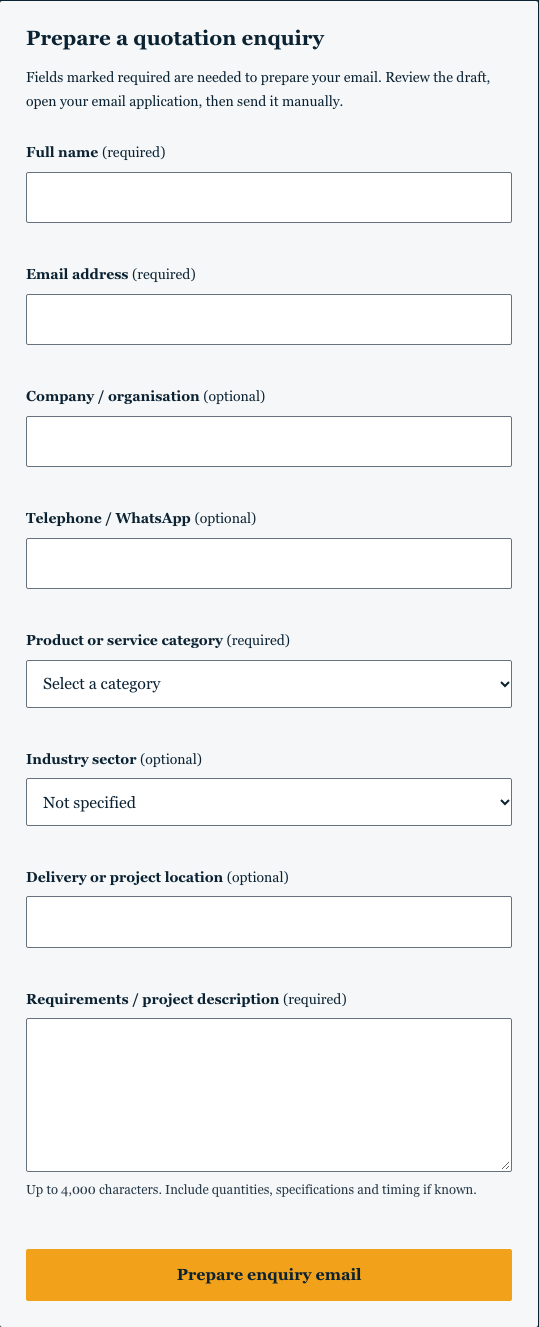 Prepare a quotation enquiry
Fields marked required are needed to prepare your email. Review the draft,
open your email application, then send it manually.
Full name (required)
Email address (required)
Company / organisation (optional)
Telephone / WhatsApp (optional)
Product or service category (required)
Select a category
Industry sector (optional)
Not specified
Delivery or project location (optional)
Requirements / project description (required)
Up to 4,000 characters. Include quantities, specifications and timing if known.
Prepare enquiry email